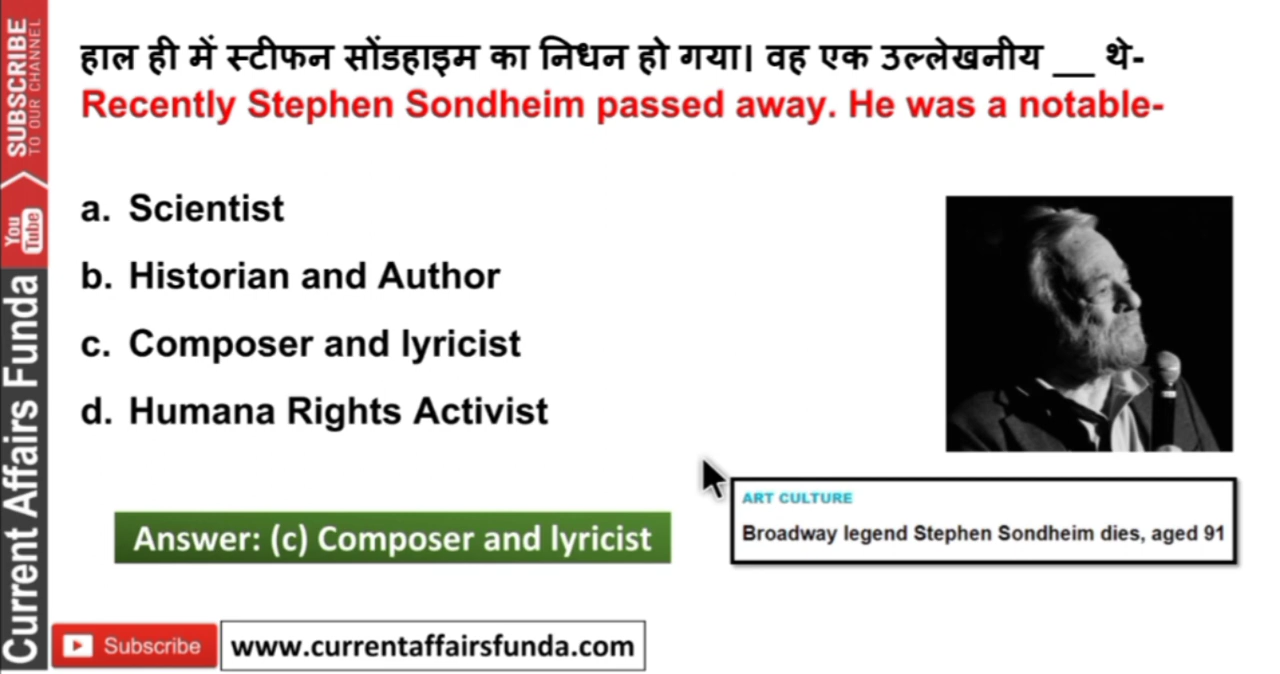 हाल ही में स्टीफन सोंडहाइम का निधन हो गया। वह एक उल्लेखनीय __ थे-
Recently Stephen Sondheim passed away. He was a notable-
a. Scientist
b. Historian and Author
c. Composer and lyricist
d. Humana Rights Activist
ART CULTURE
Broadway legend Stephen Sondheim dies, aged 91
Answer: (c) Composer and lyricist
Subscribe
www.currentaffairsfunda.com
SUBSCRIBE
TO OUR CHANNEL
You Tube
Current Affairs Funda